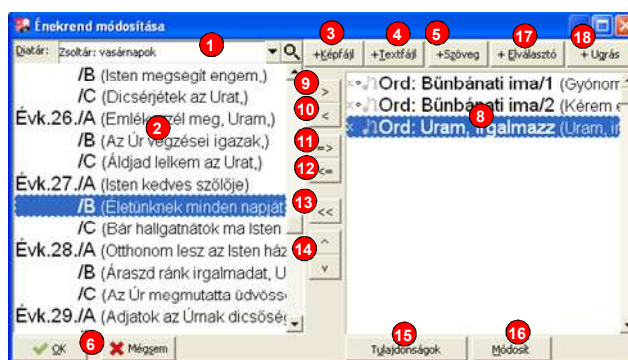 Énekrend módosítása
3 4 5 17 18
Diatár: Zsoltár: vasárnapok 1 +Képfájl +Textfájl +Szöveg + Elválasztó + Ugrás
/B (Isten megsegít engem,)
/C (Dicsérjétek az Urat,)
Évk.26./A (Emlékezzél meg, Uram,)
/B (Az Úr végzései igazak,)
/C (Áldjad lelkem az Urat,)
Évk.27./A (Isten kedves szőlője)
/B (Életünknek minden napját
/C (Bár hallgatnátok ma Isten
Évk.28./A (Otthonom lesz az Isten ház
/B (Áraszd ránk irgalmadat, U
/C (Az Úr megmutatta üdvöss
Évk.29./A (Adjatok az Úrnak dicsőség
2
9 >
10 <
11 =>
12 <=
13 <<
14 ^
v
Ord: Bűnbánati ima/1 (Gyónom
Ord: Bűnbánati ima/2 (Kérem e
Ord: Uram, irgalmazz (Uram, ir
8
15 16
OK 6 Mégsem Tulajdonságok Módosít